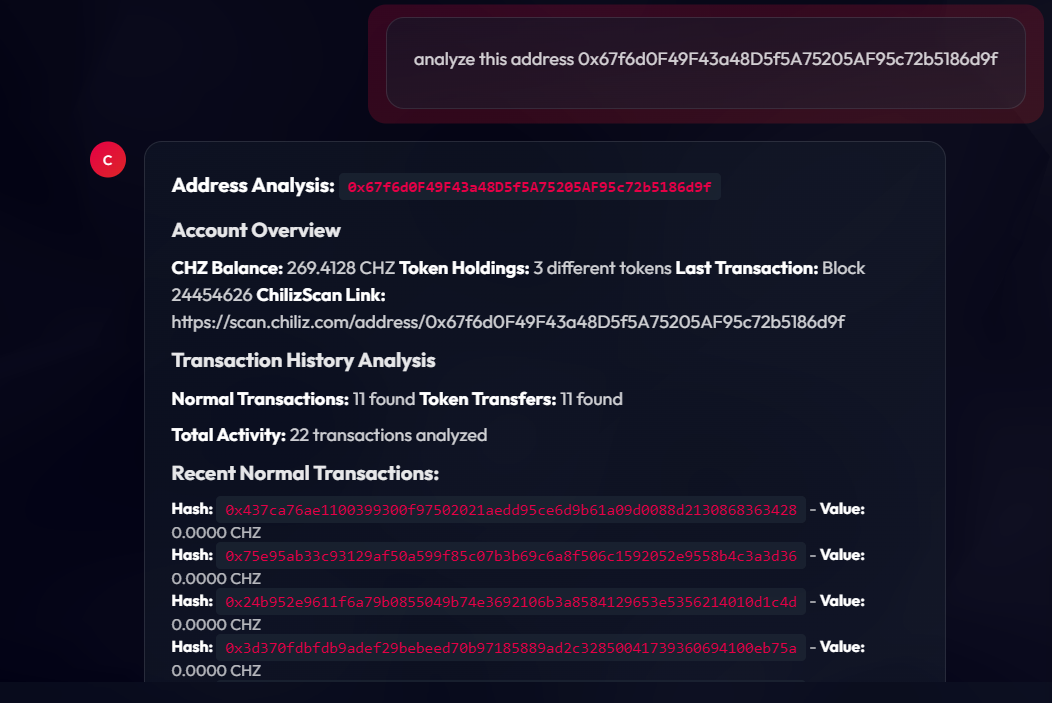 analyze this address 0x67f6d0F49F43a48D5f5A75205AF95c72b5186d9f
C
Address Analysis: 0x67f6d0F49F43a48D5f5A75205AF95c72b5186d9f
Account Overview
CHZ Balance: 269.4128 CHZ Token Holdings: 3 different tokens Last Transaction: Block
24454626 ChilizScan Link:
https://scan.chiliz.com/address/0x67f6d0F49F43a48D5f5A75205AF95c72b5186d9f
Transaction History Analysis
Normal Transactions: 11 found Token Transfers: 11 found
Total Activity: 22 transactions analyzed
Recent Normal Transactions:
Hash: 0x437ca76ae1100399300f97502021aedd95ce6d9b61a09d0088d2130868363428 - Value:
0.0000 CHZ
Hash: 0x75e95ab33c93129af50a599f85c07b3b69c6a8f506c1592052e9558b4c3a3d36 - Value:
0.0000 CHZ
Hash: 0x24b952e9611f6a79b0855049b74e3692106b3a8584129653e5356214010d1c4d - Value:
0.0000 CHZ
Hash: 0x3d370fdbfdb9adef29bebeed70b97185889ad2c32850041739360694100eb75a - Value:
0.0000 CHZ